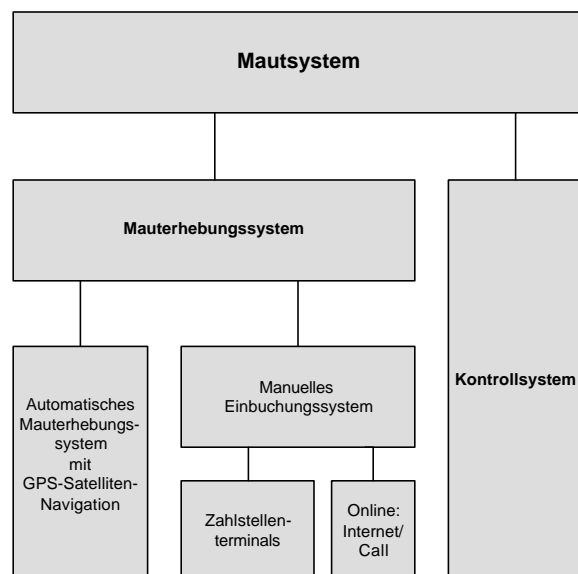 Mautsystem
Mauterhebungssystem
Kontrollsystem
Automatisches
Mauterhebungs-
system
mit
GPS-Satelliten-
Navigation
Manuelles
Einbuchungssystem
Zahlstellen-
terminals
Online:
Internet/
Call